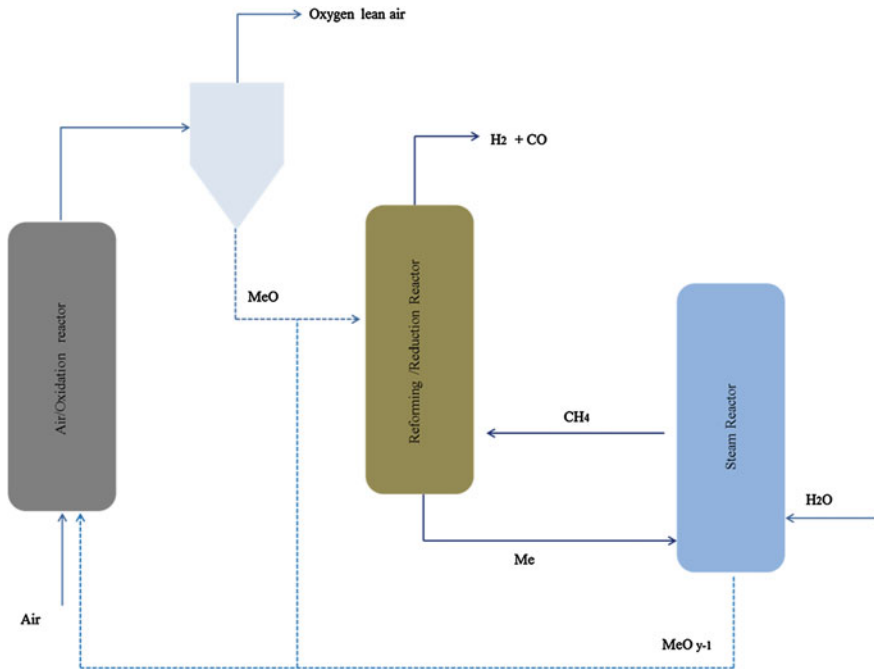 Oxygen lean air
H2 + CO
MeO
Air/Oxidation reactor
Reforming /Reduction Reactor
Steam Reactor
CH4
H2O
Me
Air
MeO y-1